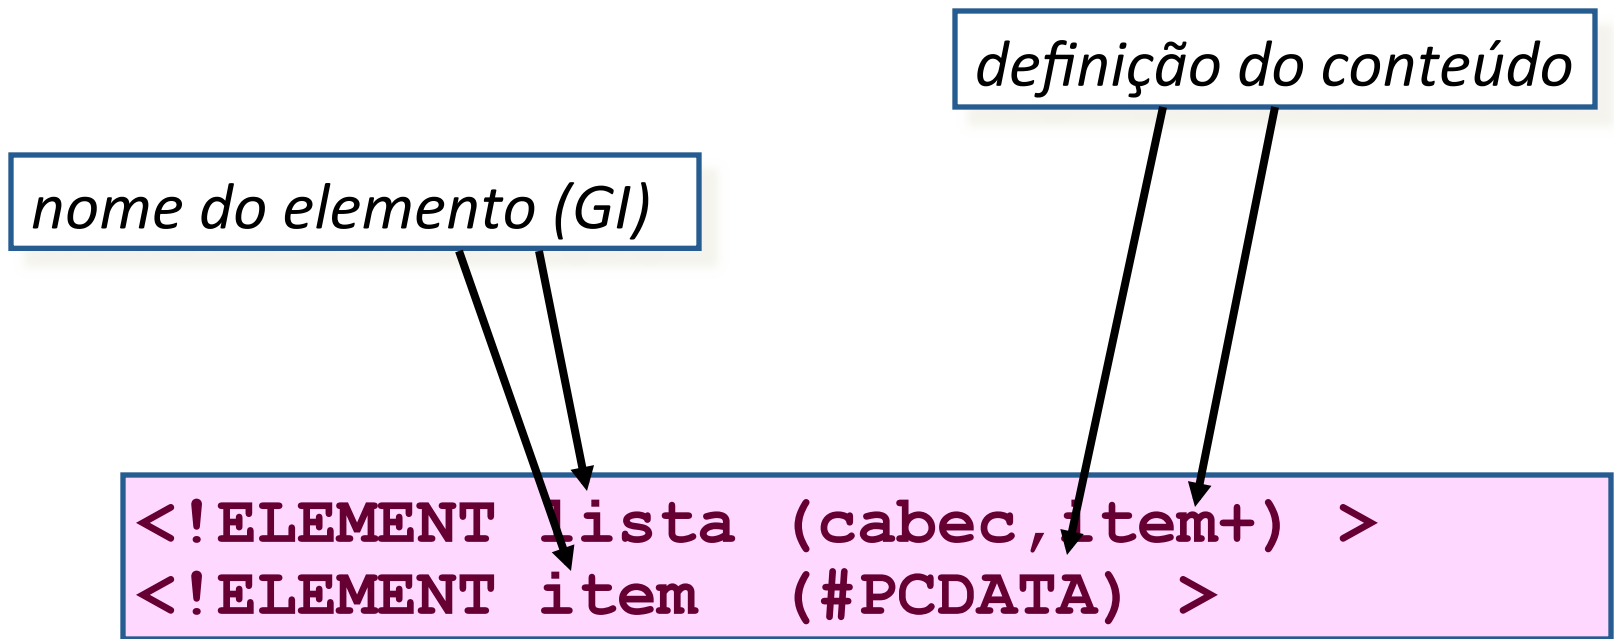 definição do conteúdo
nome do elemento (GI)
<!ELEMENT lista (cabec,item+) >
<!ELEMENT item (#PCDATA) >